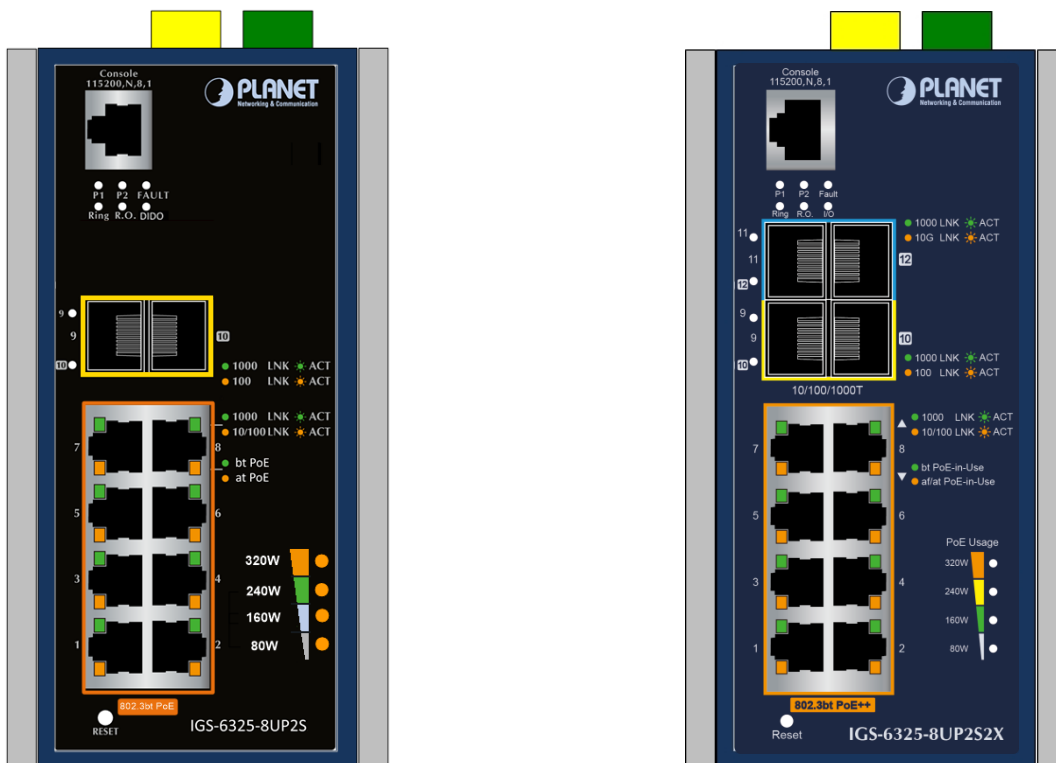 Console
115200,N,8,1
PLANET
Networking & Communication
P1 P2 FAULT
Ring R.O. DIDO
9
9
10
10
1000 LNK ACT
100 LNK ACT
1000 LNK ACT
10/100 LNK ACT
7
8
bt PoE
at PoE
5
6
3
4
1
2
320W
240W
160W
80W
802.3bt PoE
RESET
IGS-6325-8UP2S
Console
115200,N,8,1
PLANET
Networking & Communication
P1 P2 Fault
Ring R.O. I/O
11
11
12
12
1000 LNK ACT
10G LNK ACT
9
9
10
10
1000 LNK ACT
100 LNK ACT
10/100/1000T
1000 LNK ACT
10/100 LNK ACT
7
8
bt PoE-in-Use
af/at PoE-in-Use
5
6
3
4
1
2
PoE Usage
320W
240W
160W
80W
802.3bt PoE++
Reset
IGS-6325-8UP2S2X